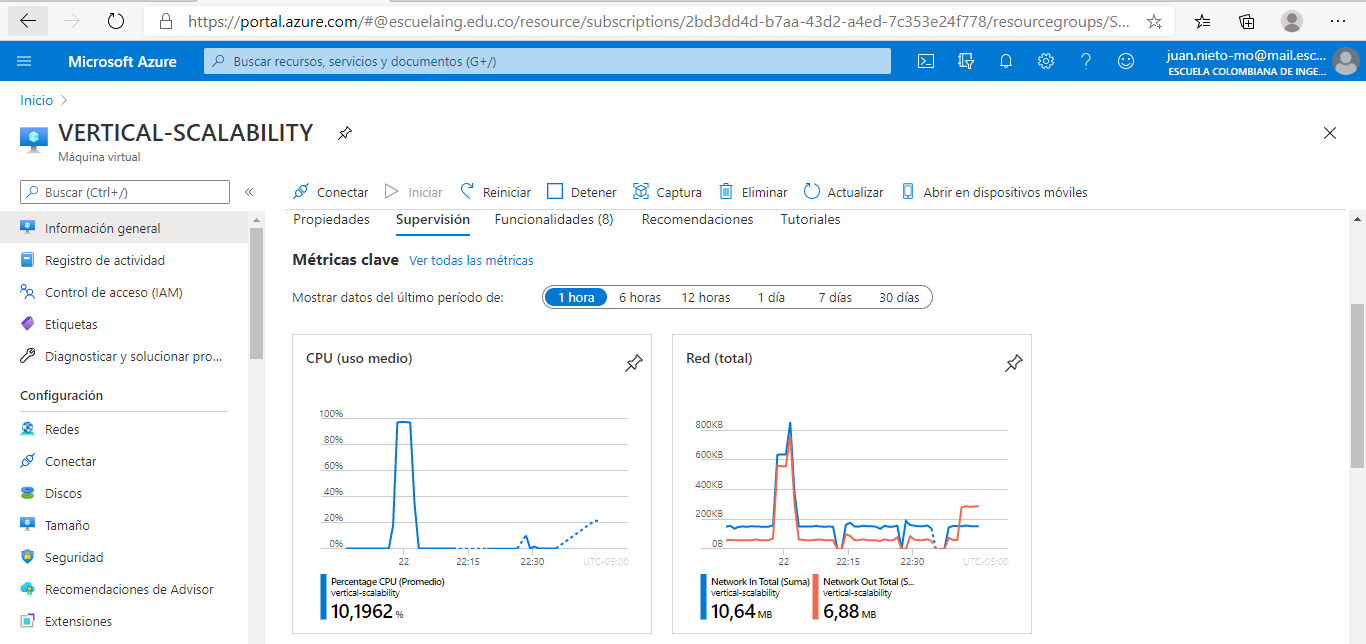 https://portal.azure.com/#@escuelaing.edu.co/resource/subscriptions/2bd3dd4d-b7aa-43d2-a4ed-7c353e24f778/resourcegroups/S...
Microsoft Azure
Buscar recursos, servicios y documentos (G+/)
juan.nieto-mo@mail.esc...
ESCUELA COLOMBIANA DE INGE...
Inicio
VERTICAL-SCALABILITY
Máquina virtual
Buscar (Ctrl+/)
«
Conectar Iniciar Reiniciar Detener Captura Eliminar Actualizar Abrir en dispositivos móviles
Información general
Registro de actividad
Control de acceso (IAM)
Etiquetas
Diagnosticar y solucionar pro...
Configuración
Redes
Conectar
Discos
Tamaño
Seguridad
Recomendaciones de Advisor
Extensiones
Propiedades Supervisión Funcionalidades (8) Recomendaciones Tutoriales
Métricas clave Ver todas las métricas
Mostrar datos del último período de: 1 hora 6 horas 12 horas 1 día 7 días 30 días
CPU (uso medio)
100%
80%
60%
40%
20%
0%
22 22:15 22:30 UTC-05:00
Percentage CPU (Promedio)
vertical-scalability
10,1962 %
Red (total)
800KB
600KB
400KB
200KB
0B
22 22:15 22:30 UTC-05:00
Network In Total (Suma)
vertical-scalability
10,64 MB
Network Out Total (S...
vertical-scalability
6,88 MB